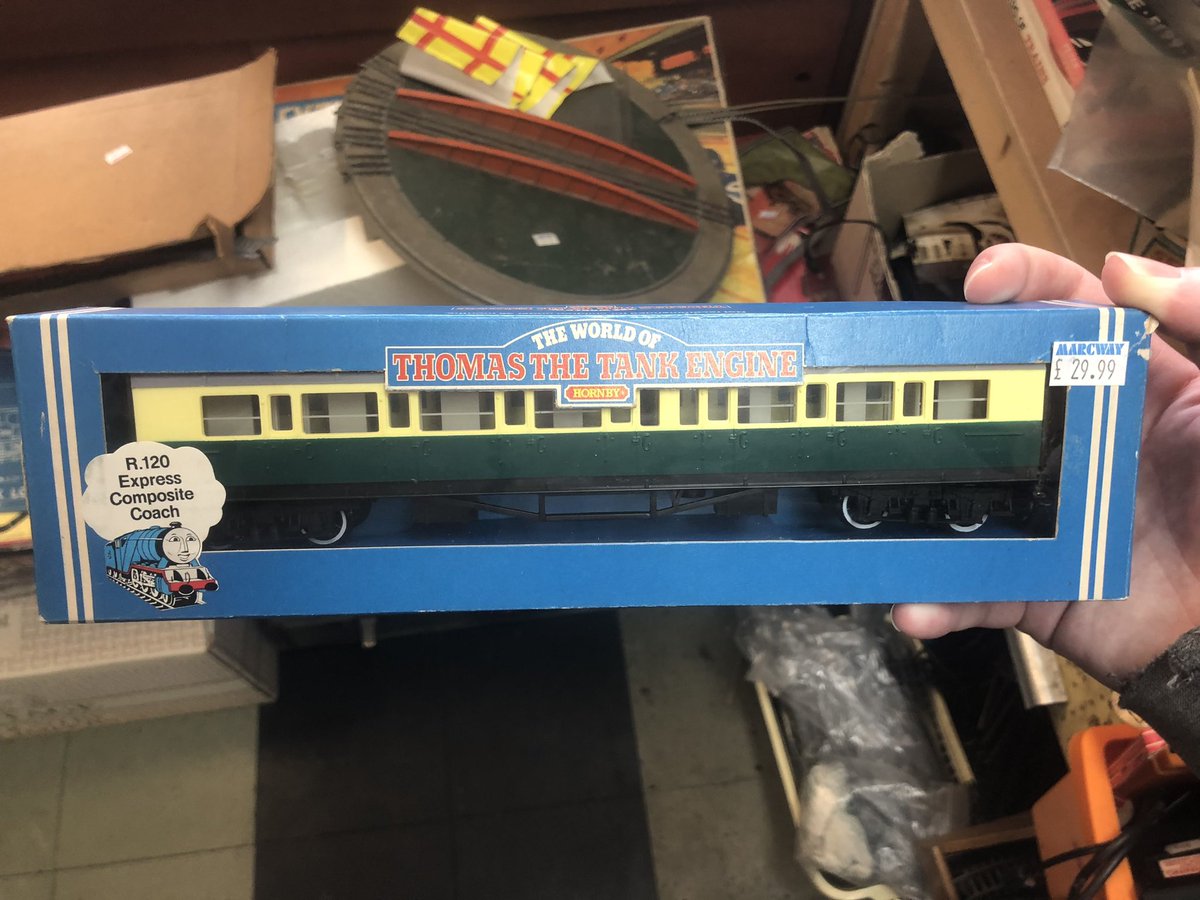 THE WORLD OF
THOMAS THE TANK ENGINE
HORNBY
MARCWAY
£ 29.99
R.120
Express
Composite
Coach